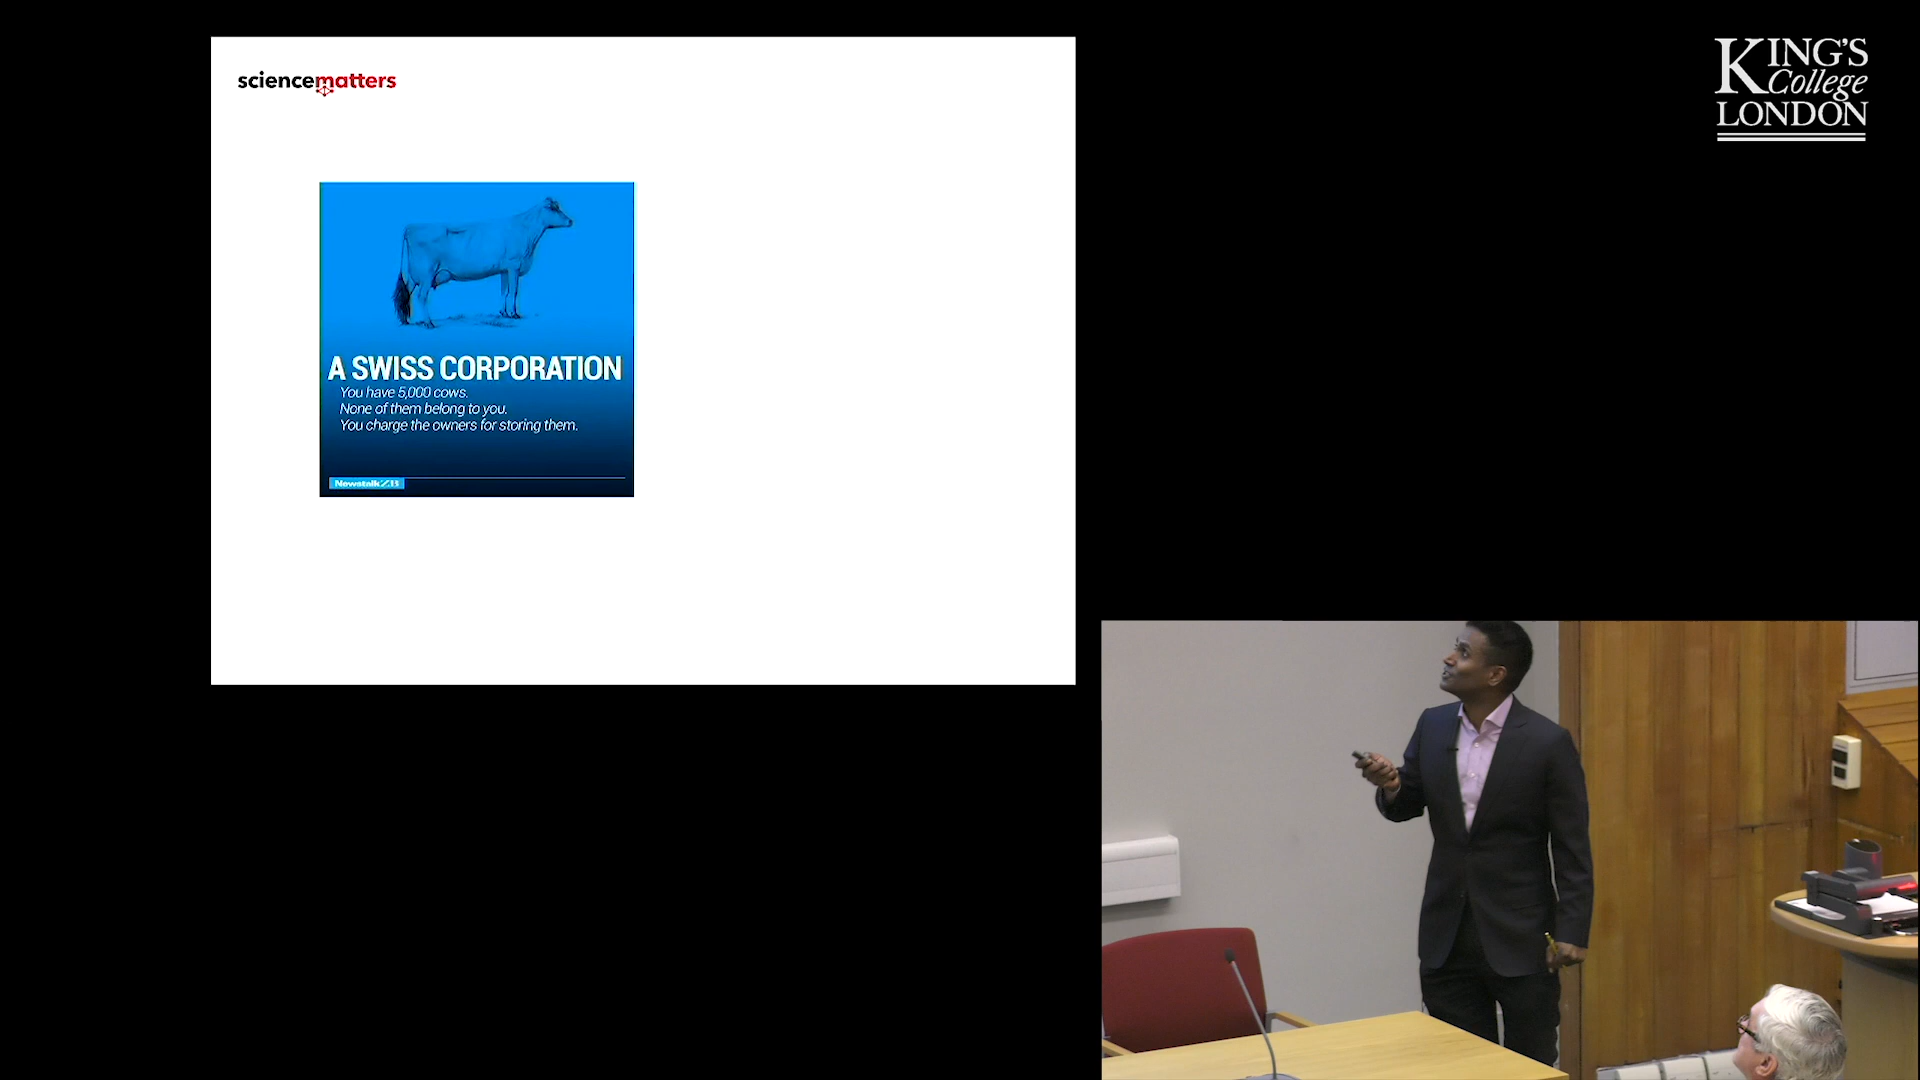 sciencematters
A SWISS CORPORATION
You have 5,000 cows.
None of them belong to you.
You charge the owners for storing them.
Newstalk ZB
KING'S
College
LONDON